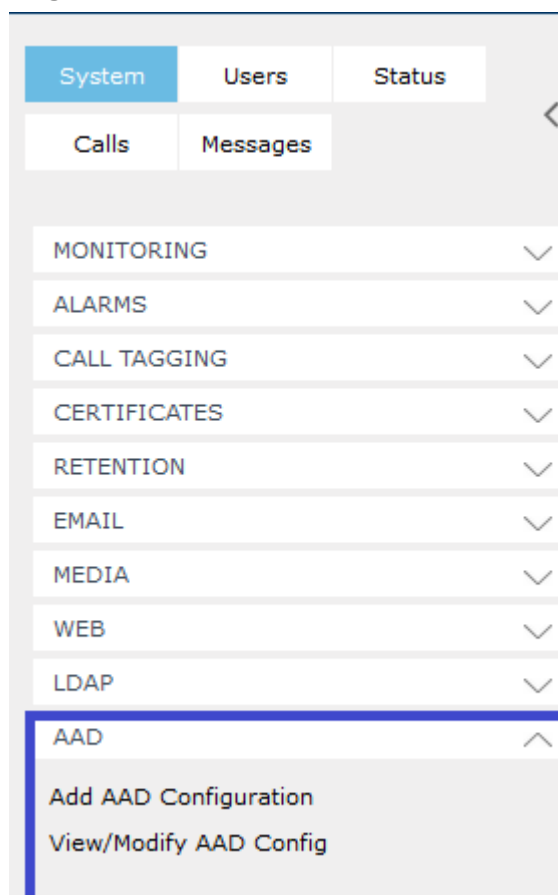 System Users Status
Calls Messages
MONITORING
ALARMS
CALL TAGGING
CERTIFICATES
RETENTION
EMAIL
MEDIA
WEB
LDAP
AAD
Add AAD Configuration
View/Modify AAD Config